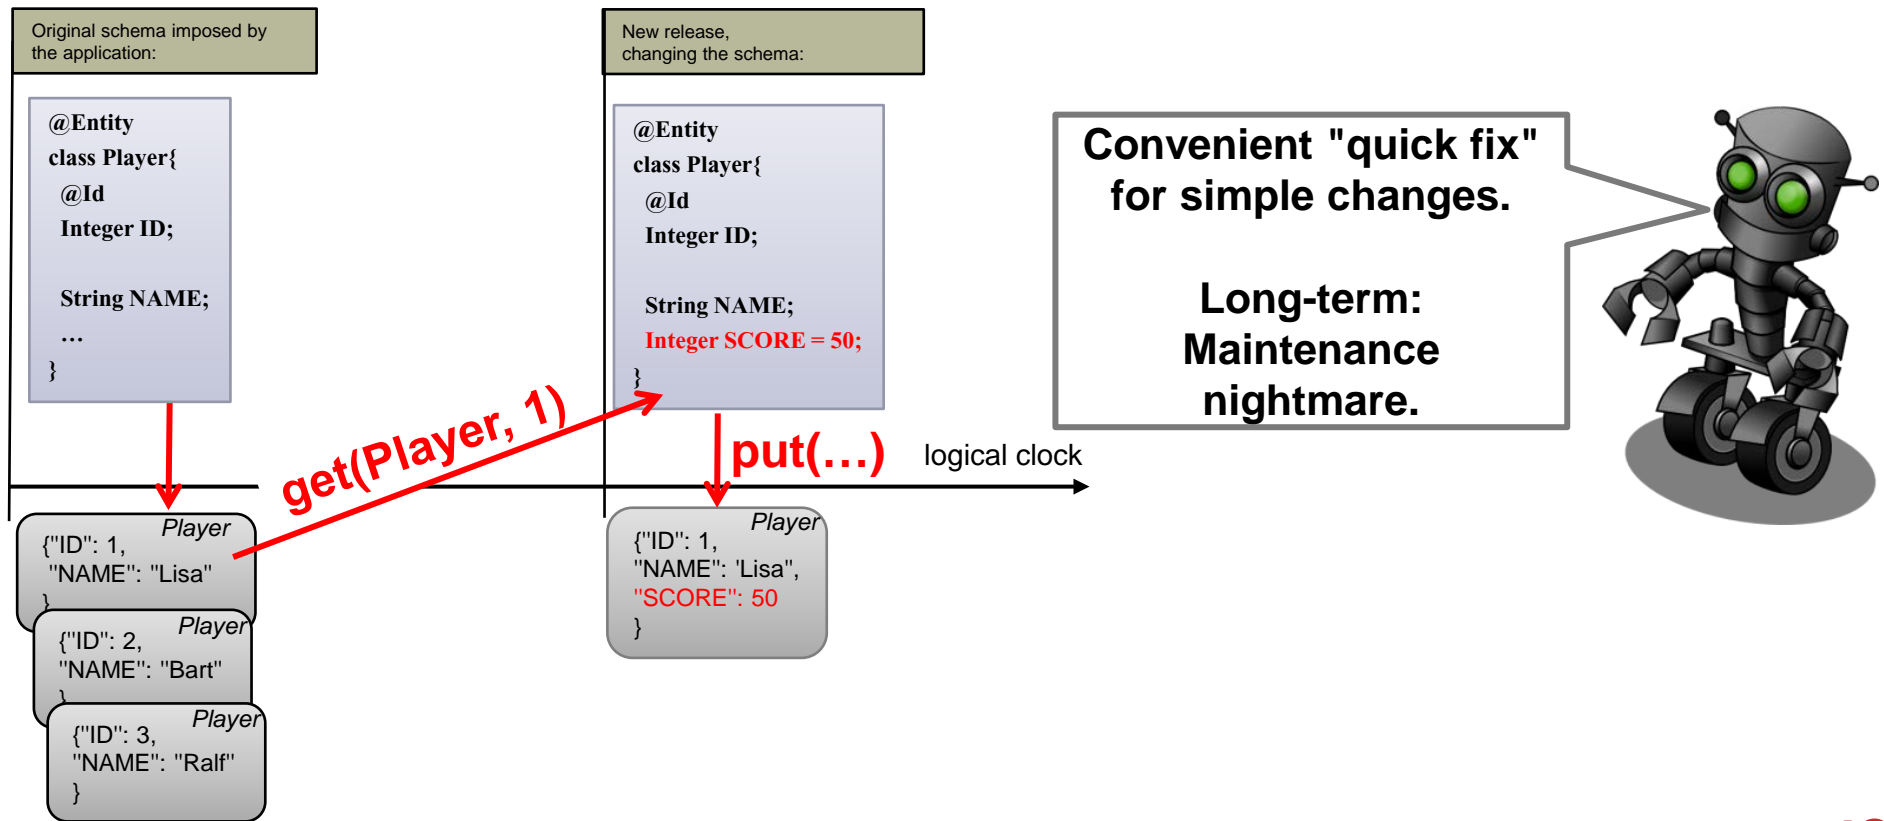 Original schema imposed by
the application:
@Entity
class Player{
@Id
Integer ID;
String NAME;
…
}
New release,
changing the schema:
@Entity
class Player{
@Id
Integer ID;
String NAME;
Integer SCORE = 50;
}
Convenient "quick fix"
for simple changes.
Long-term:
Maintenance
nightmare.
get(Player, 1)
put(…)
logical clock
Player
{"ID": 1,
"NAME": "Lisa"
}
Player
{"ID": 2,
"NAME": "Bart"
}
Player
{"ID": 3,
"NAME": "Ralf"
}
Player
{"ID": 1,
"NAME": 'Lisa",
"SCORE": 50
}